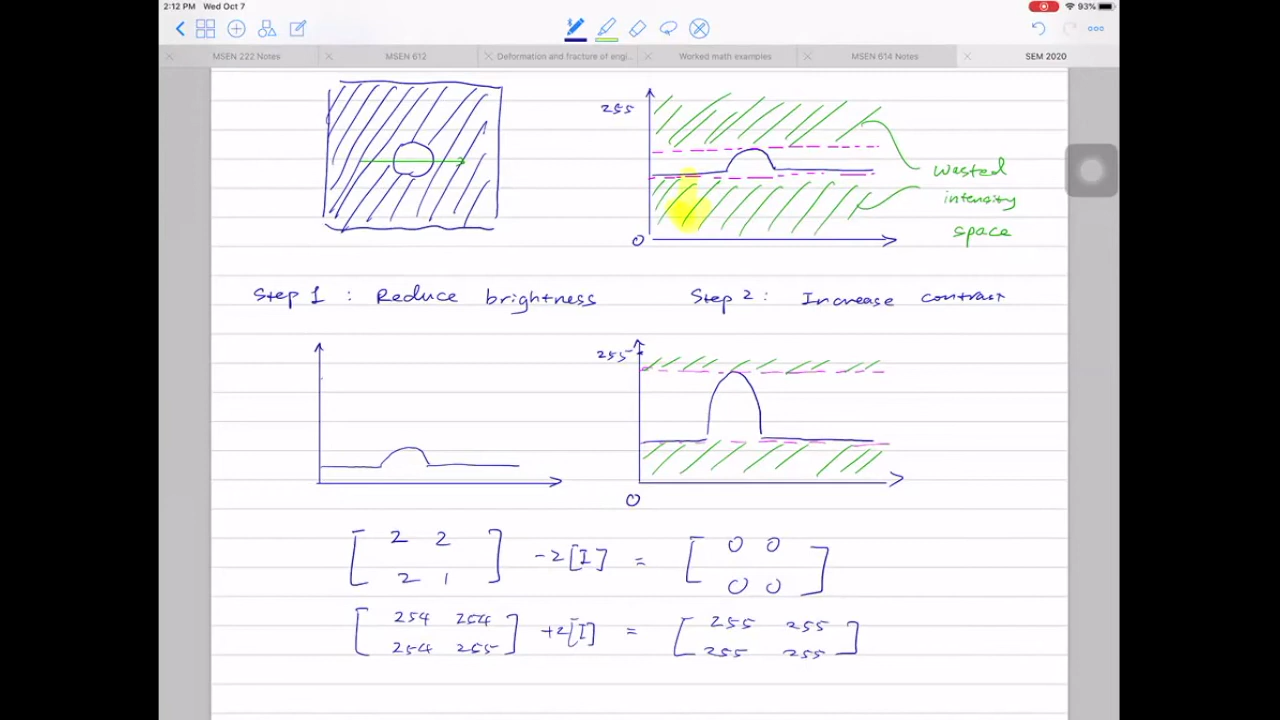 2:12 PM Wed Oct 7
93%
MSEN 222 Notes
MSEN 612
Deformation and fracture of engi...
Worked math examples
MSEN 614 Notes
SEM 2020
255
0
Wasted
intensity
space
Step 1 : Reduce brightness
Step 2 : Increase contrast
255
0
[ 2 2
2 1 ] -2[I] = [ 0 0
0 0 ]
[ 254 254
254 255 ] +2[I] = [ 255 255
255 255 ]